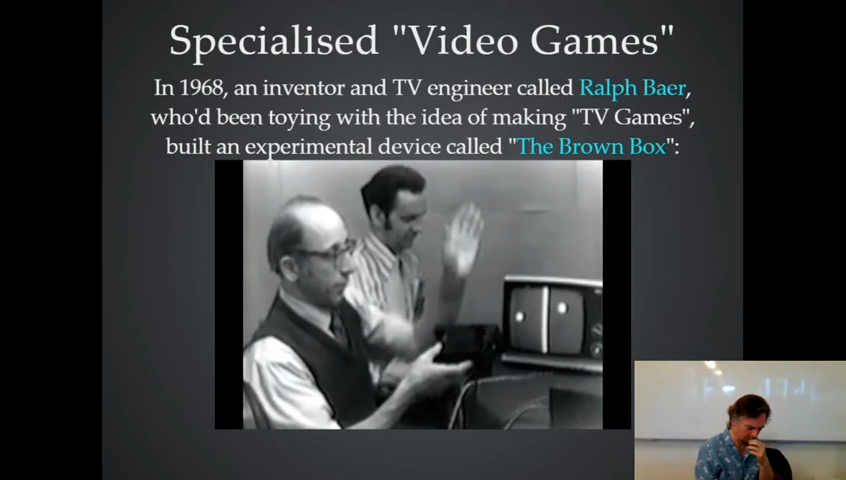 Specialised "Video Games"
In 1968, an inventor and TV engineer called Ralph Baer,
who'd been toying with the idea of making "TV Games",
built an experimental device called "The Brown Box":